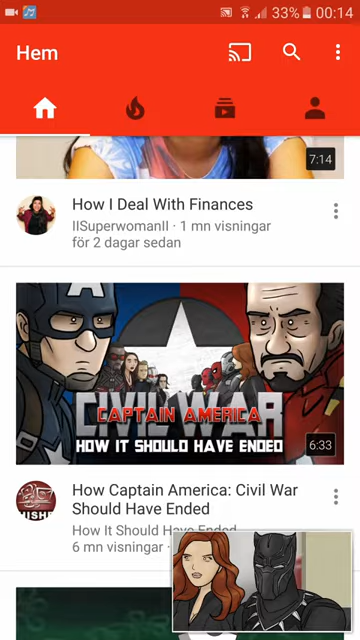 33% 00:14
Hem
7:14
How I Deal With Finances
IISuperwomanII · 1 mn visningar
för 2 dagar sedan
CIVIL WAR
CAPTAIN AMERICA
HOW IT SHOULD HAVE ENDED
6:33
How Captain America: Civil War
Should Have Ended
How It Should Have Ended
6 mn visningar ·